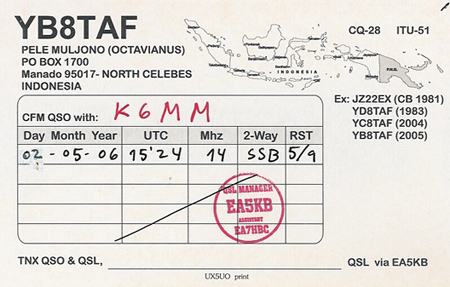 YB8TAF
CQ-28 ITU-51
PELE MULJONO (OCTAVIANUS)
PO BOX 1700
Manado 95017- NORTH CELEBES
INDONESIA
INDONESIA
P.N.G.
Ex: JZ22EX (CB 1981)
YD8TAF (1983)
YC8TAF (2004)
YB8TAF (2005)
CFM QSO with: K6MM
Day Month Year UTC Mhz 2-Way RST
02 -05-06 15'24 14 SSB 5/9
QSL MANAGER
EA5KB
ASSISTENT
EA7HBC
TNX QSO & QSL, QSL via EA5KB
UX5UO print